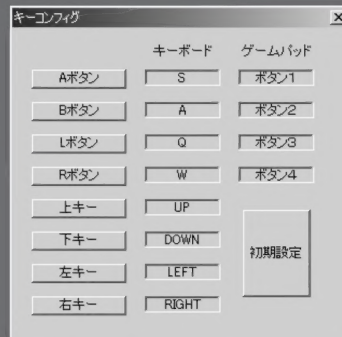 キーコンフィグ
キーボード ゲームパッド
Aボタン S ボタン1
Bボタン A ボタン2
Lボタン Q ボタン3
Rボタン W ボタン4
上キー UP
下キー DOWN
初期設定
左キー LEFT
右キー RIGHT